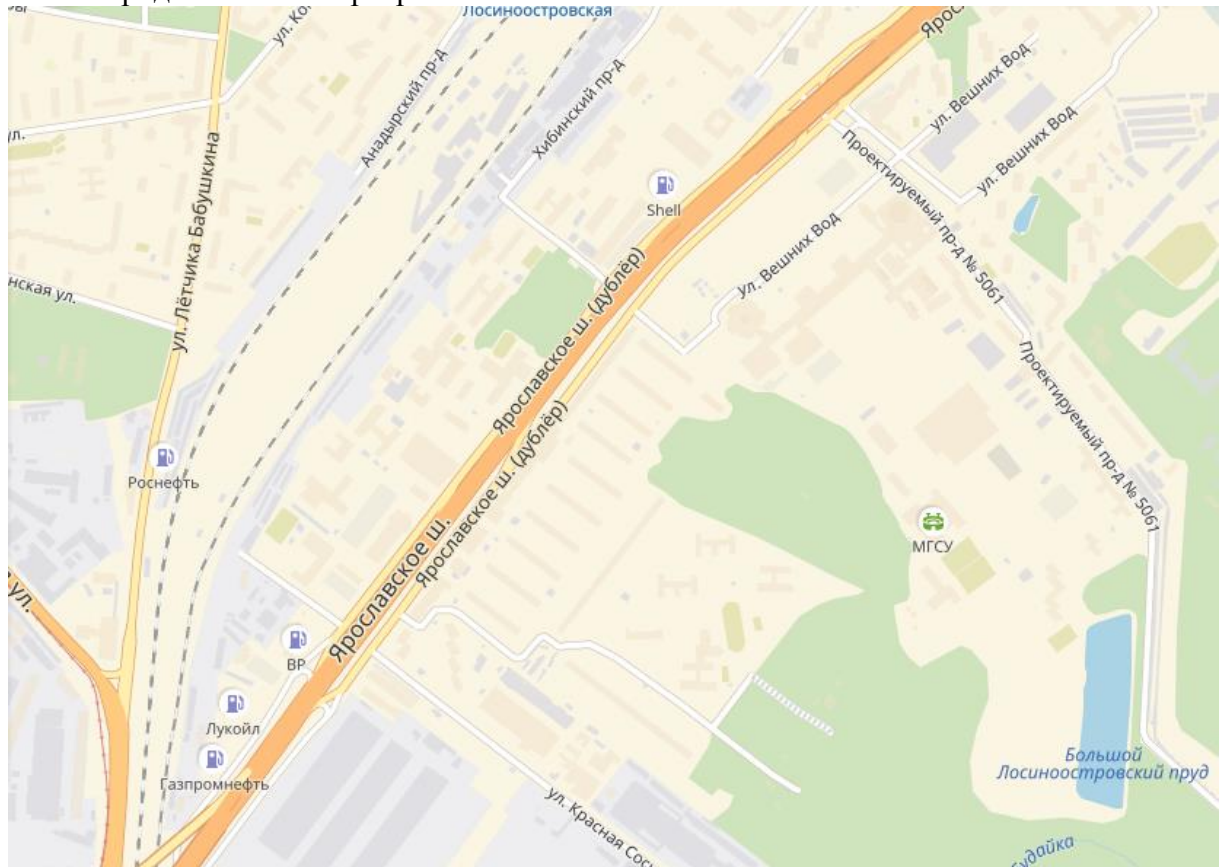 Лосиноостровская
Анадырский пр-д
Хибинский пр-д
ул. Вешних Вод
ул. Вешних Вод
ул.
ул. Лётчика Бабушкина
Проектируемый пр-д № 5061
Shell
ул. Вешних Вод
нская ул.
Ярославское ш. (дублёр)
Проектируемый пр-д № 5061
Роснефть
Ярославское ш. (дублёр)
МГСУ
Ярославское ш.
ул.
BP
Лукойл
Газпромнефть
Большой
Лосиноостровский пруд
ул. Красная Сос
Будайка